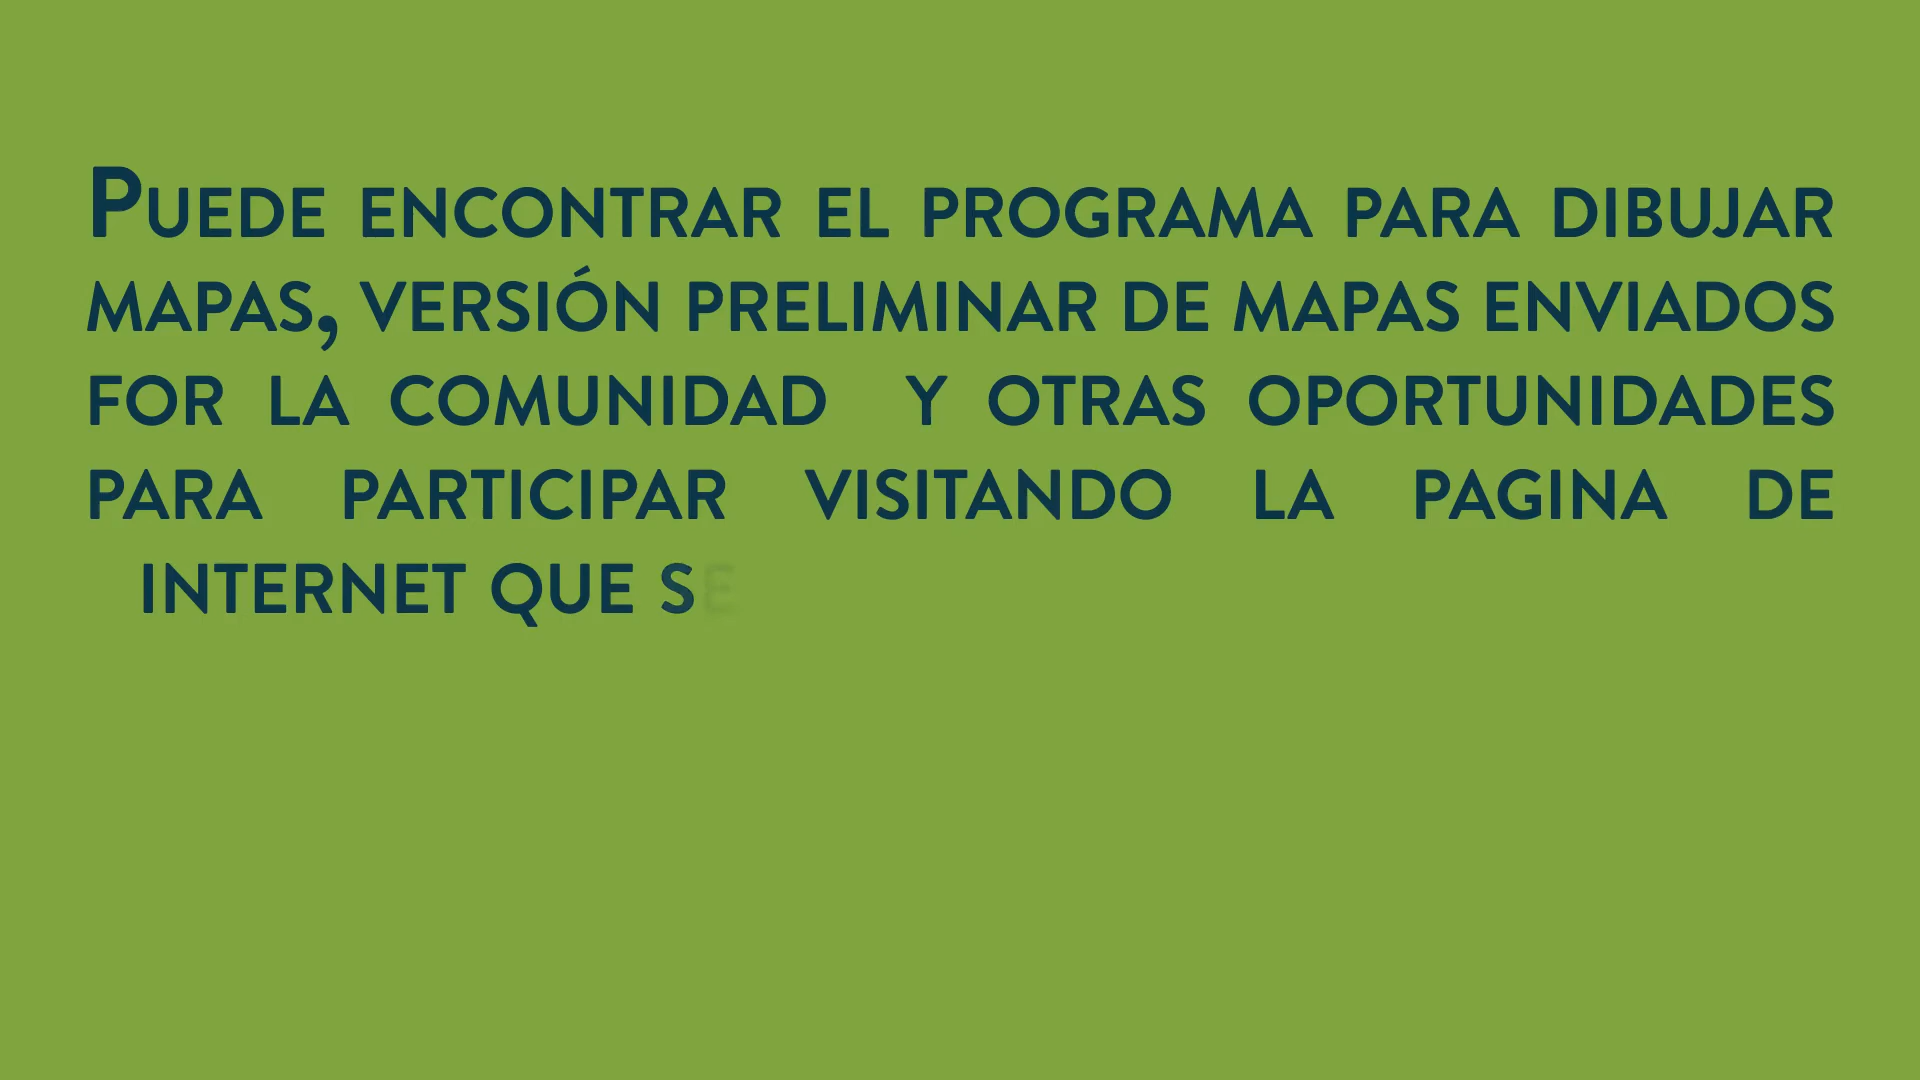 Puede encontrar el programa para dibujar
mapas, versión preliminar de mapas enviados
for la comunidad y otras oportunidades
para participar visitando la pagina de
internet que se